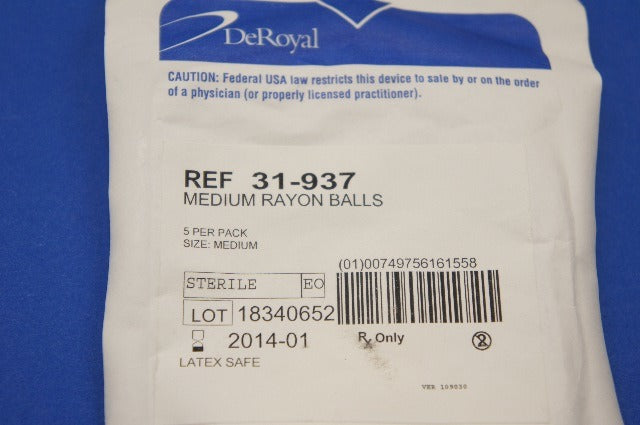 DeRoyal
CAUTION: Federal USA law restricts this device to sale by or on the order
of a physician (or properly licensed practitioner).
REF 31-937
MEDIUM RAYON BALLS
5 PER PACK
SIZE: MEDIUM
(01)00749756161558
STERILE EO
LOT 18340652
2014-01 Rx Only
LATEX SAFE
VER 109030